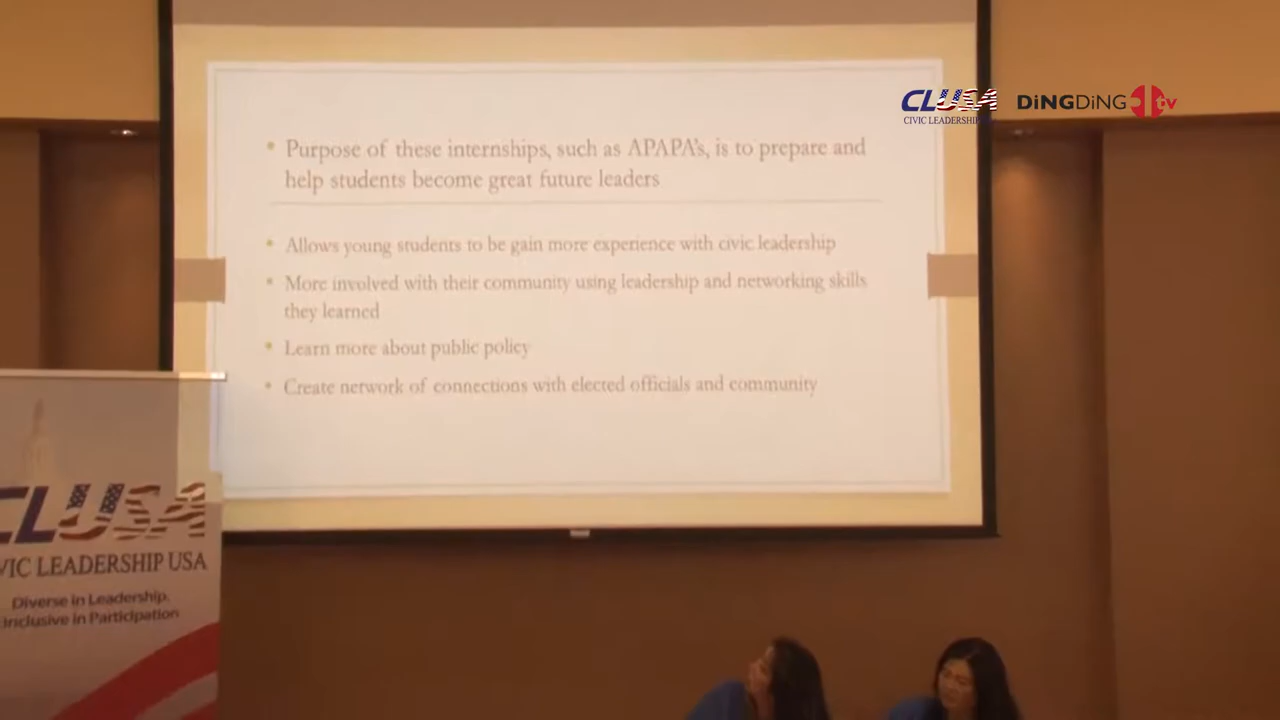 CLUSA
CIVIC LEADERSHIP
DiNGDiNG tv
Purpose of these internships, such as APAPA's, is to prepare and
help students become great future leaders
Allows young students to be gain more experience with civic leadership
More involved with their community using leadership and networking skills
they learned
Learn more about public policy
Create network of connections with elected officials and community
CLUSA
VIC LEADERSHIP USA
Diverse in Leadership,
Inclusive in Participation